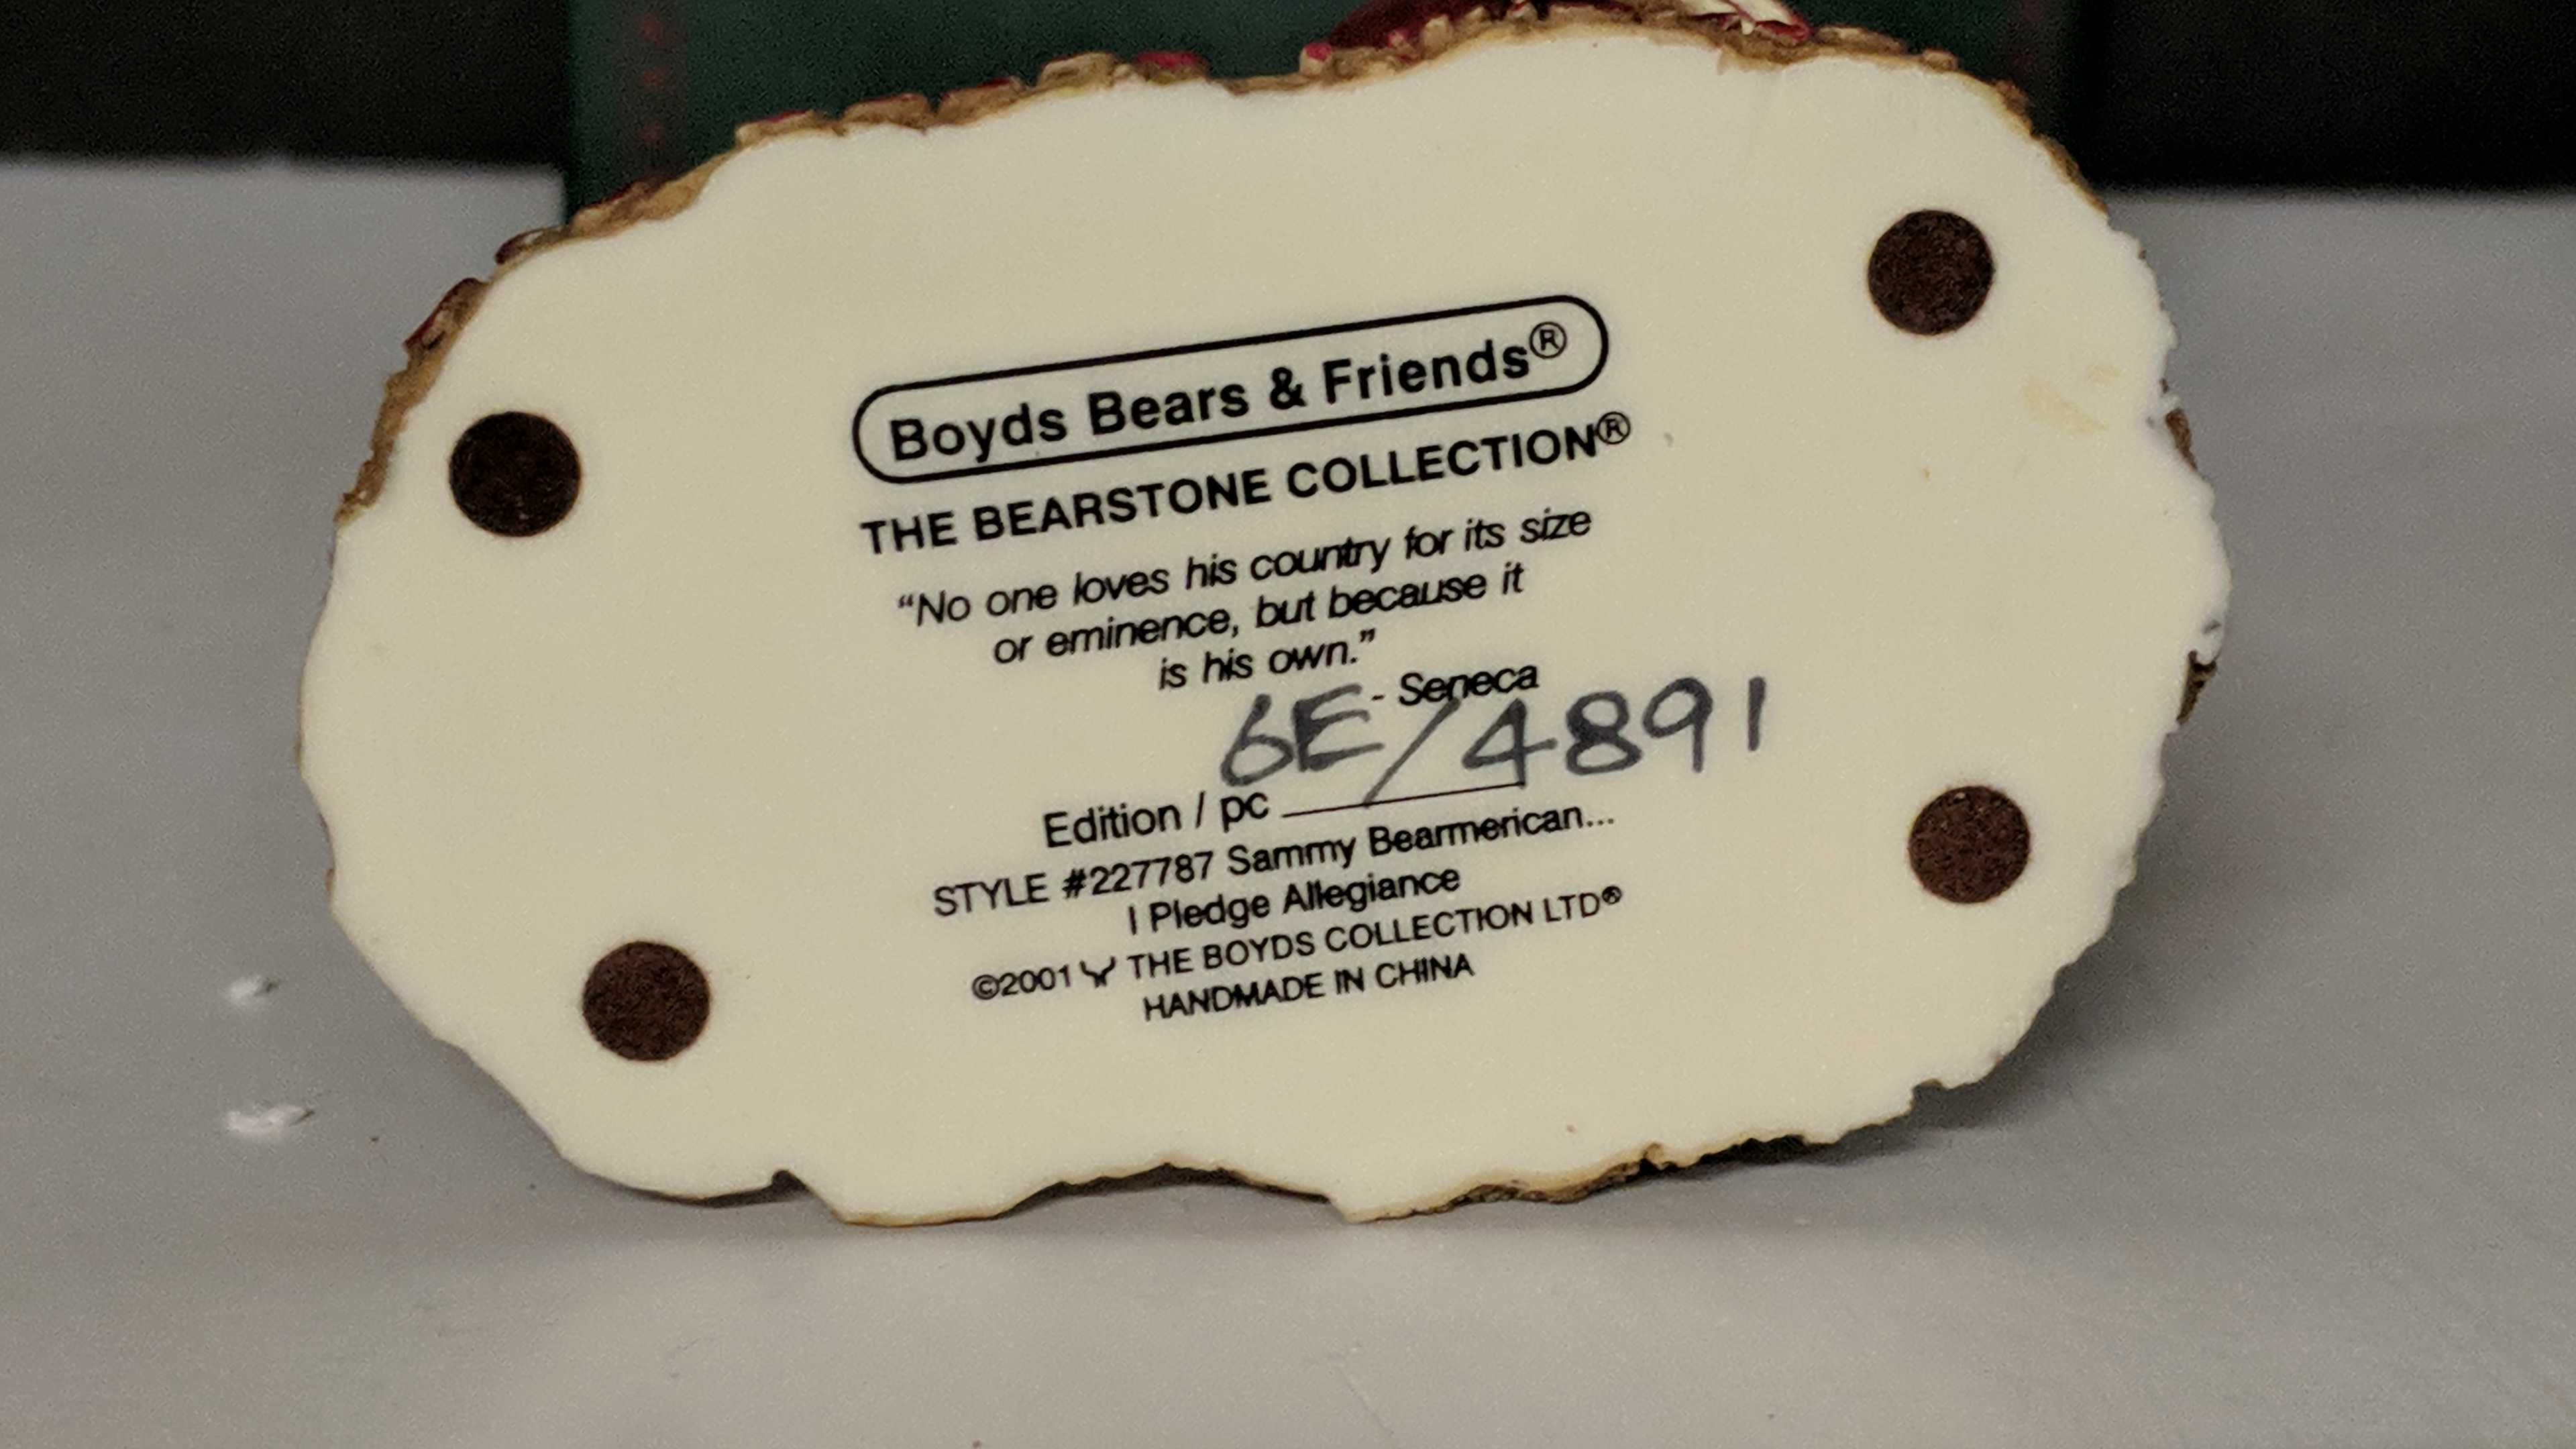 Boyds Bears & Friends®
THE BEARSTONE COLLECTION®
“No one loves his country for its size
or eminence, but because it
is his own.”
- Seneca
6E/4891
Edition / pc
STYLE #227787 Sammy Bearmerican...
I Pledge Allegiance
©2001 THE BOYDS COLLECTION LTD®
HANDMADE IN CHINA